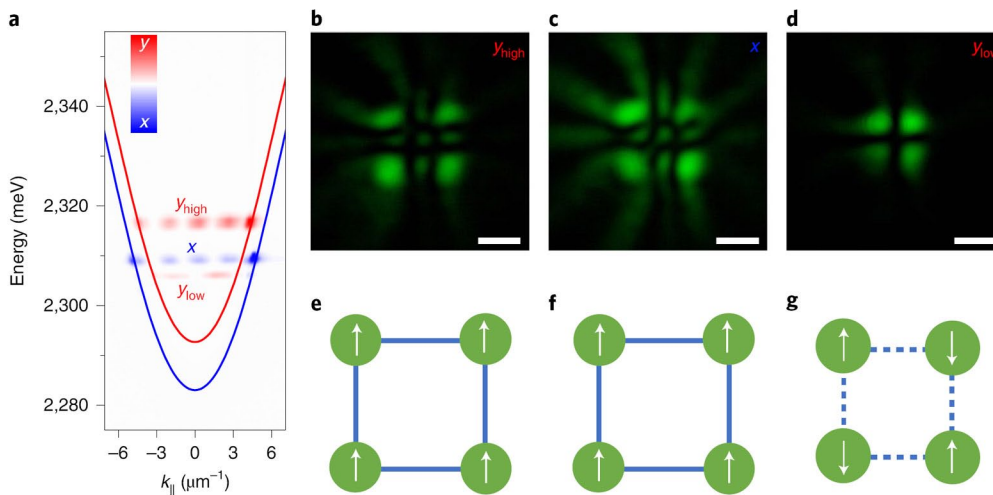 a
y
x
2,340
2,320
2,300
2,280
Energy (meV)
y_high
x
y_low
−6 −3 0 3 6
k_|| (μm⁻¹)
b
y_high
c
x
d
y_low
e
f
g